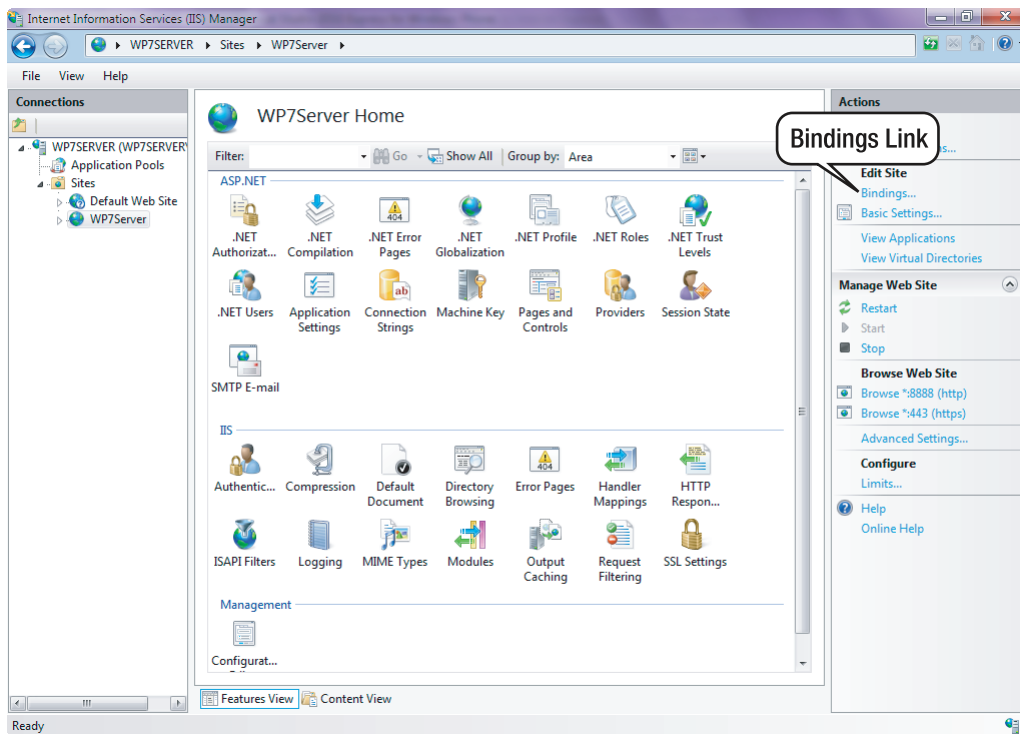 Internet Information Services (IIS) Manager
WP7SERVER ▸ Sites ▸ WP7Server ▸
File View Help
Connections
WP7SERVER (WP7SERVER
Application Pools
Sites
Default Web Site
WP7Server
WP7Server Home
Filter: Go Show All Group by: Area
ASP.NET
.NET Authorizat...
.NET Compilation
.NET Error Pages
.NET Globalization
.NET Profile
.NET Roles
.NET Trust Levels
.NET Users
Application Settings
Connection Strings
Machine Key
Pages and Controls
Providers
Session State
SMTP E-mail
IIS
Authentic...
Compression
Default Document
Directory Browsing
Error Pages
Handler Mappings
HTTP Respon...
ISAPI Filters
Logging
MIME Types
Modules
Output Caching
Request Filtering
SSL Settings
Management
Configurat...
Features View Content View
Ready
Actions
Bindings Link
Edit Site
Bindings...
Basic Settings...
View Applications
View Virtual Directories
Manage Web Site
Restart
Start
Stop
Browse Web Site
Browse *:8888 (http)
Browse *:443 (https)
Advanced Settings...
Configure
Limits...
Help
Online Help